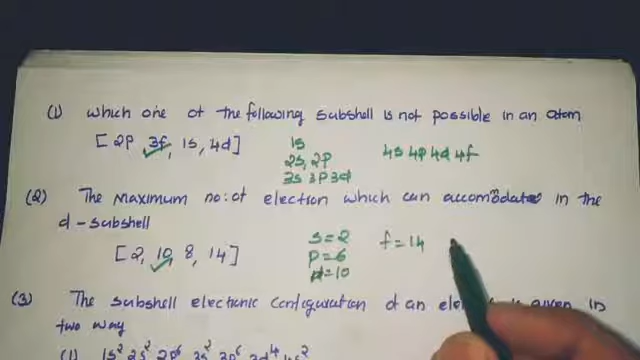 (1) Which one of the following subshell is not possible in an atom
[2P, 3f, 1s, 4d]
1s
2s, 2p
3s 3p 3d
4s 4p 4d 4f
(2) The maximum no: of electron which can accomodate in the
d-subshell
[2, 10, 8, 14]
s=2
p=6
d=10
f=14
(3) The subshell electronic configuration of an is given in
two way
(1) 1s² 2s² 2p⁶ 3s² 3p⁶ 3d⁴ 4s²